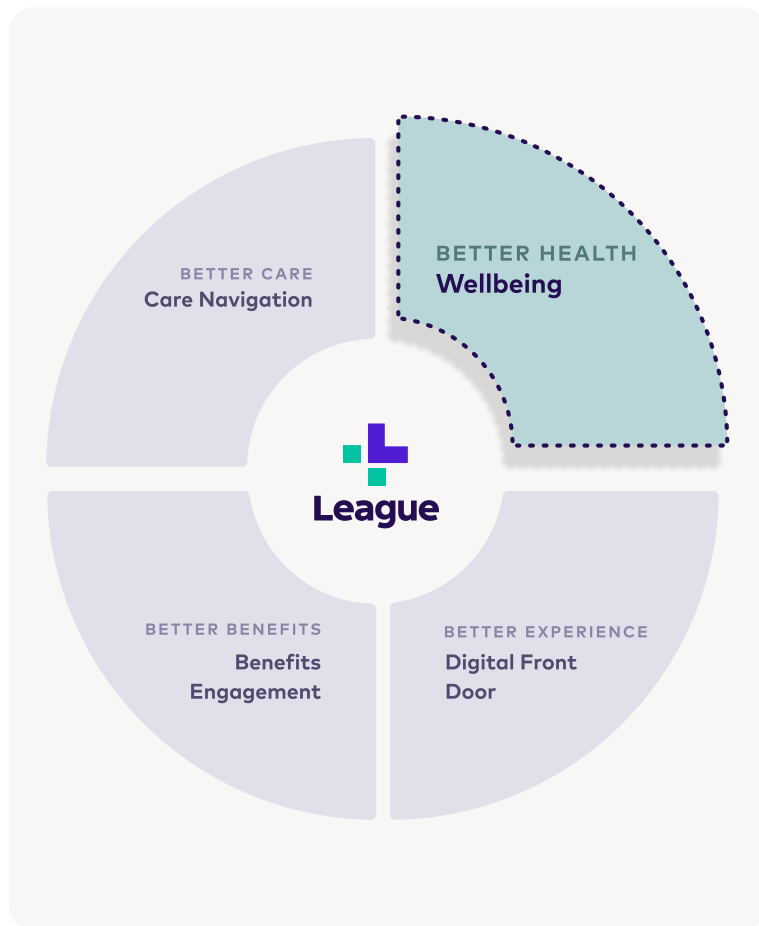 BETTER CARE
Care Navigation
BETTER HEALTH
Wellbeing
League
BETTER BENEFITS
Benefits
Engagement
BETTER EXPERIENCE
Digital Front
Door